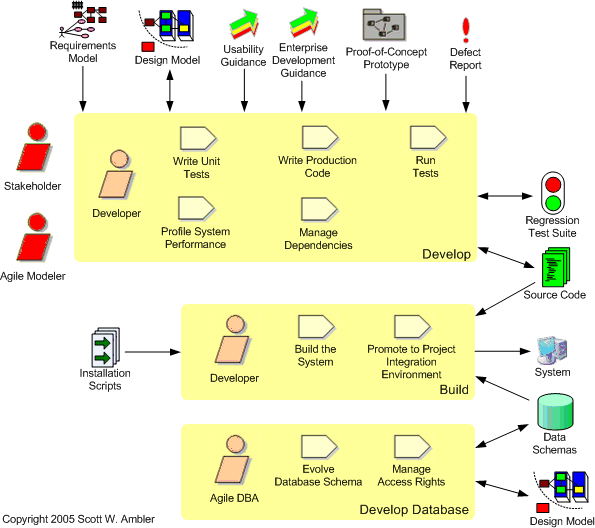 Requirements
Model
Design Model
Usability
Guidance
Enterprise
Development
Guidance
Proof-of-Concept
Prototype
Defect
Report
Stakeholder
Agile Modeler
Developer
Write Unit
Tests
Write Production
Code
Run
Tests
Profile System
Performance
Manage
Dependencies
Develop
Regression
Test Suite
Source Code
Installation
Scripts
Developer
Build the
System
Promote to Project
Integration
Environment
Build
System
Data
Schemas
Agile DBA
Evolve
Database Schema
Manage
Access Rights
Develop Database
Design Model
Copyright 2005 Scott W. Ambler